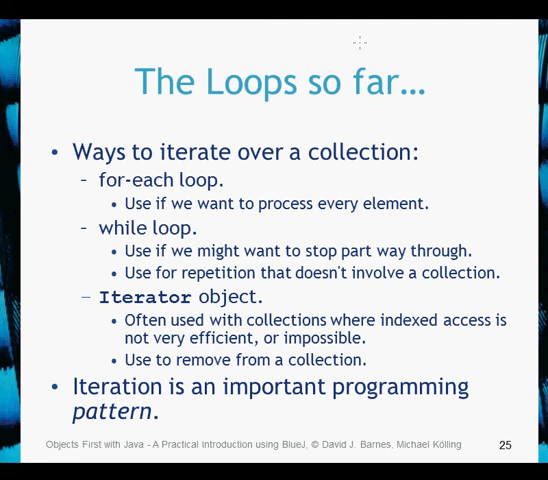 The Loops so far…
• Ways to iterate over a collection:
– for-each loop.
• Use if we want to process every element.
– while loop.
• Use if we might want to stop part way through.
• Use for repetition that doesn't involve a collection.
– Iterator object.
• Often used with collections where indexed access is
not very efficient, or impossible.
• Use to remove from a collection.
• Iteration is an important programming
pattern.
Objects First with Java - A Practical Introduction using BlueJ, © David J. Barnes, Michael Kölling
25